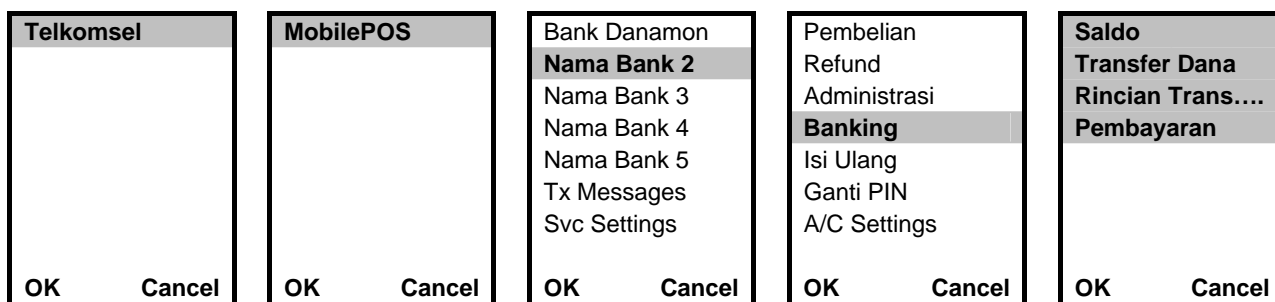 Telkomsel
OK Cancel
MobilePOS
OK Cancel
Bank Danamon
Nama Bank 2
Nama Bank 3
Nama Bank 4
Nama Bank 5
Tx Messages
Svc Settings
OK Cancel
Pembelian
Refund
Administrasi
Banking
Isi Ulang
Ganti PIN
A/C Settings
OK Cancel
Saldo
Transfer Dana
Rincian Trans....
Pembayaran
OK Cancel